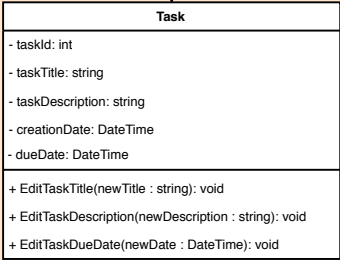 Task
- taskId: int
- taskTitle: string
- taskDescription: string
- creationDate: DateTime
- dueDate: DateTime
+ EditTaskTitle(newTitle : string): void
+ EditTaskDescription(newDescription : string): void
+ EditTaskDueDate(newDate : DateTime): void